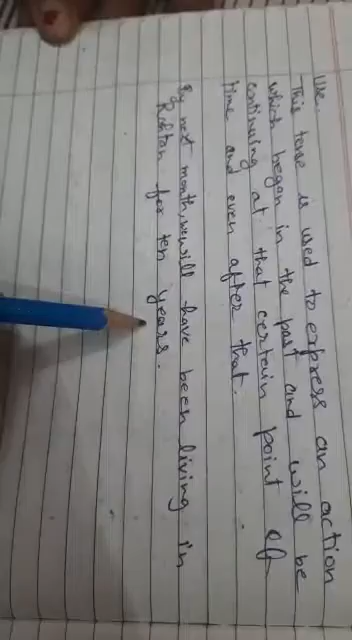 Use.
This tense is used to express an action
which began in the past and will be
continuing at that certain point of
time and even after that.
By next month, we will have been living in
Rohtan for ten years.